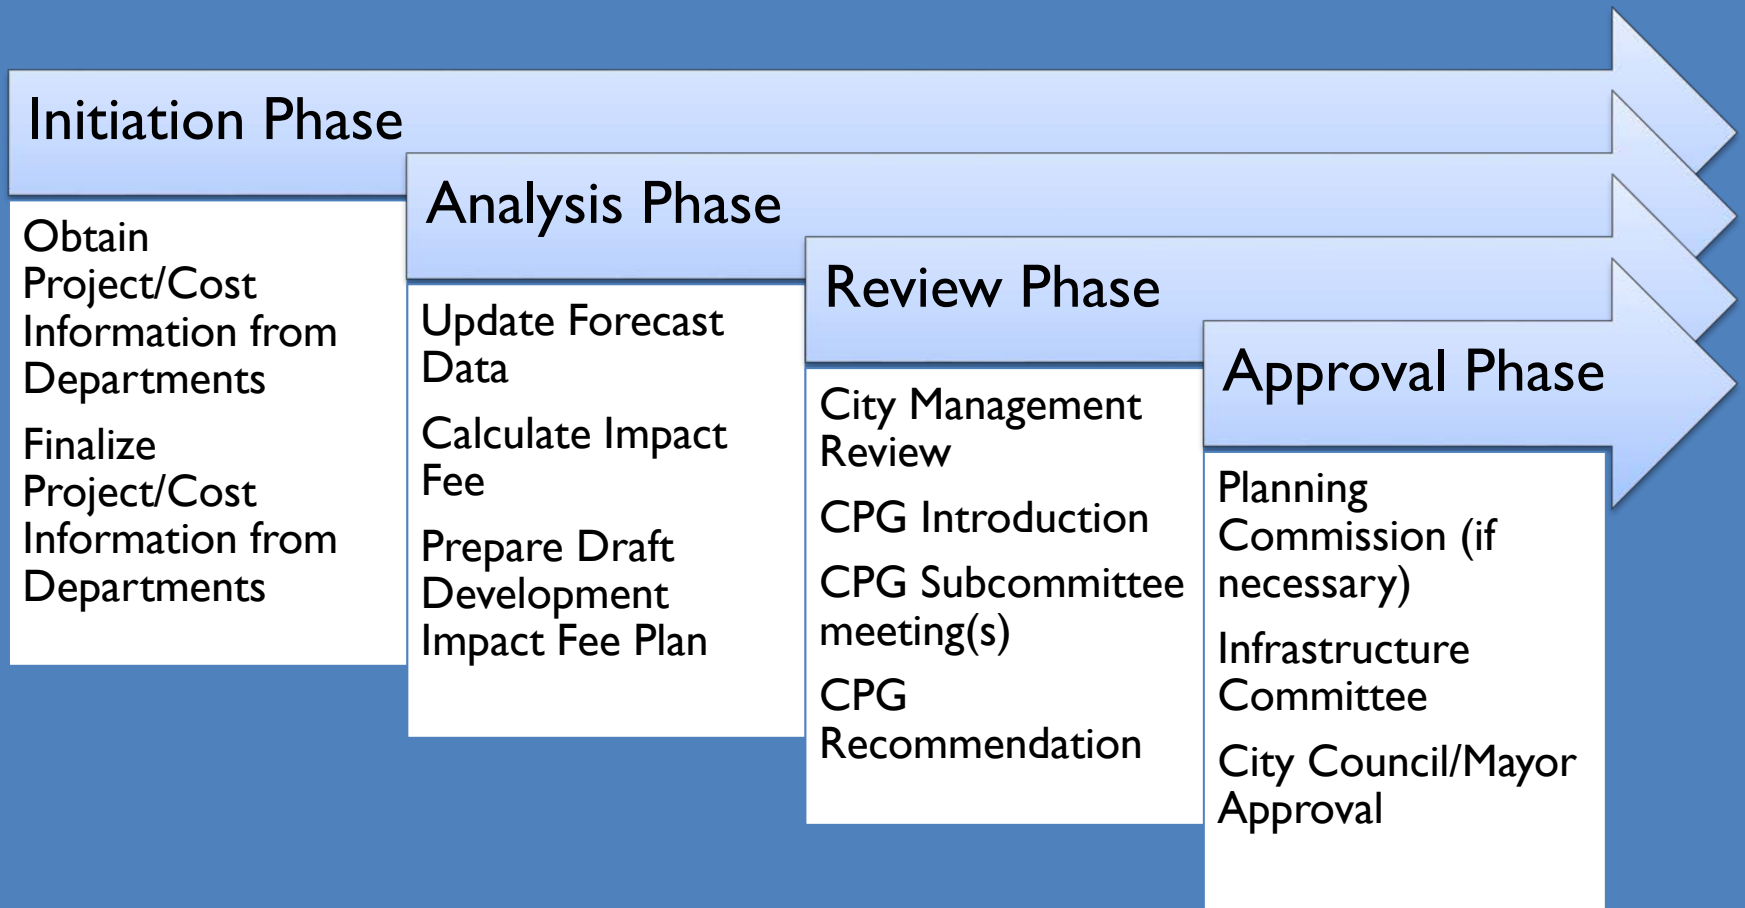 Initiation Phase
Obtain
Project/Cost
Information from
Departments
Finalize
Project/Cost
Information from
Departments
Analysis Phase
Update Forecast
Data
Calculate Impact
Fee
Prepare Draft
Development
Impact Fee Plan
Review Phase
City Management
Review
CPG Introduction
CPG Subcommittee
meeting(s)
CPG
Recommendation
Approval Phase
Planning
Commission (if
necessary)
Infrastructure
Committee
City Council/Mayor
Approval